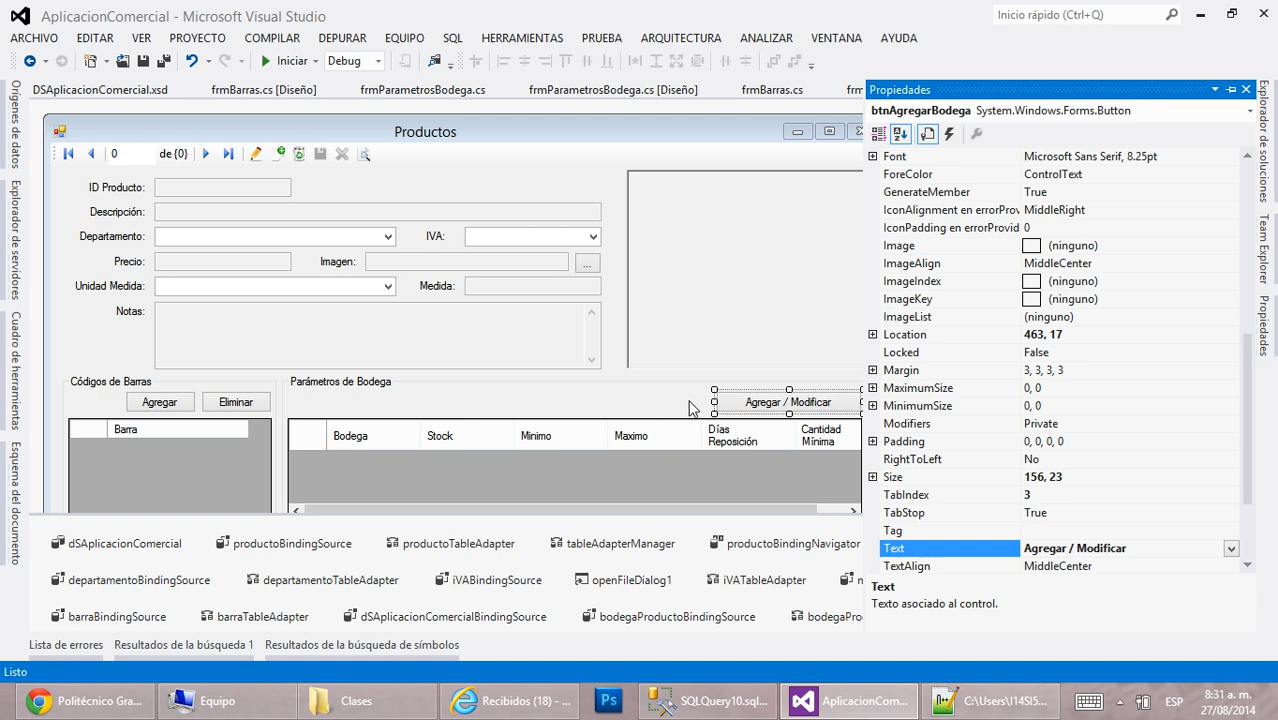 AplicacionComercial - Microsoft Visual Studio
Inicio rápido (Ctrl+Q)
ARCHIVO EDITAR VER PROYECTO COMPILAR DEPURAR EQUIPO SQL HERRAMIENTAS PRUEBA ARQUITECTURA ANALIZAR VENTANA AYUDA
Iniciar Debug
DSAplicacionComercial.xsd frmBarras.cs [Diseño] frmParametrosBodega.cs frmParametrosBodega.cs [Diseño] frmBarras.cs
Orígenes de datos
Explorador de servidores
Cuadro de herramientas
Esquema del documento
Productos
0 de {0}
ID Producto:
Descripción:
Departamento: IVA:
Precio: Imagen: ...
Unidad Medida: Medida:
Notas:
Códigos de Barras Parámetros de Bodega
Agregar Eliminar Agregar / Modificar
Barra
Bodega Stock Minimo Maximo Días Reposición Cantidad Mínima
dSAplicacionComercial productoBindingSource productoTableAdapter tableAdapterManager productoBindingNavigator
departamentoBindingSource departamentoTableAdapter iVABindingSource openFileDialog1 iVATableAdapter
barraBindingSource barraTableAdapter dSAplicacionComercialBindingSource bodegaProductoBindingSource bodegaPro
Propiedades
btnAgregarBodega System.Windows.Forms.Button
Font Microsoft Sans Serif, 8.25pt
ForeColor ControlText
GenerateMember True
IconAlignment en errorProvi MiddleRight
IconPadding en errorProvid 0
Image (ninguno)
ImageAlign MiddleCenter
ImageIndex (ninguno)
ImageKey (ninguno)
ImageList (ninguno)
Location 463, 17
Locked False
Margin 3, 3, 3, 3
MaximumSize 0, 0
MinimumSize 0, 0
Modifiers Private
Padding 0, 0, 0, 0
RightToLeft No
Size 156, 23
TabIndex 3
TabStop True
Tag
Text Agregar / Modificar
TextAlign MiddleCenter
Text
Texto asociado al control.
Explorador de soluciones
Team Explorer
Propiedades
Lista de errores Resultados de la búsqueda 1 Resultados de la búsqueda de símbolos
Listo
Politécnico Gra... Equipo Clases Recibidos (18) - ... Ps SQLQuery10.sql... AplicacionCom... C:\Users\I14SI5... ESP
8:31 a. m.
27/08/2014